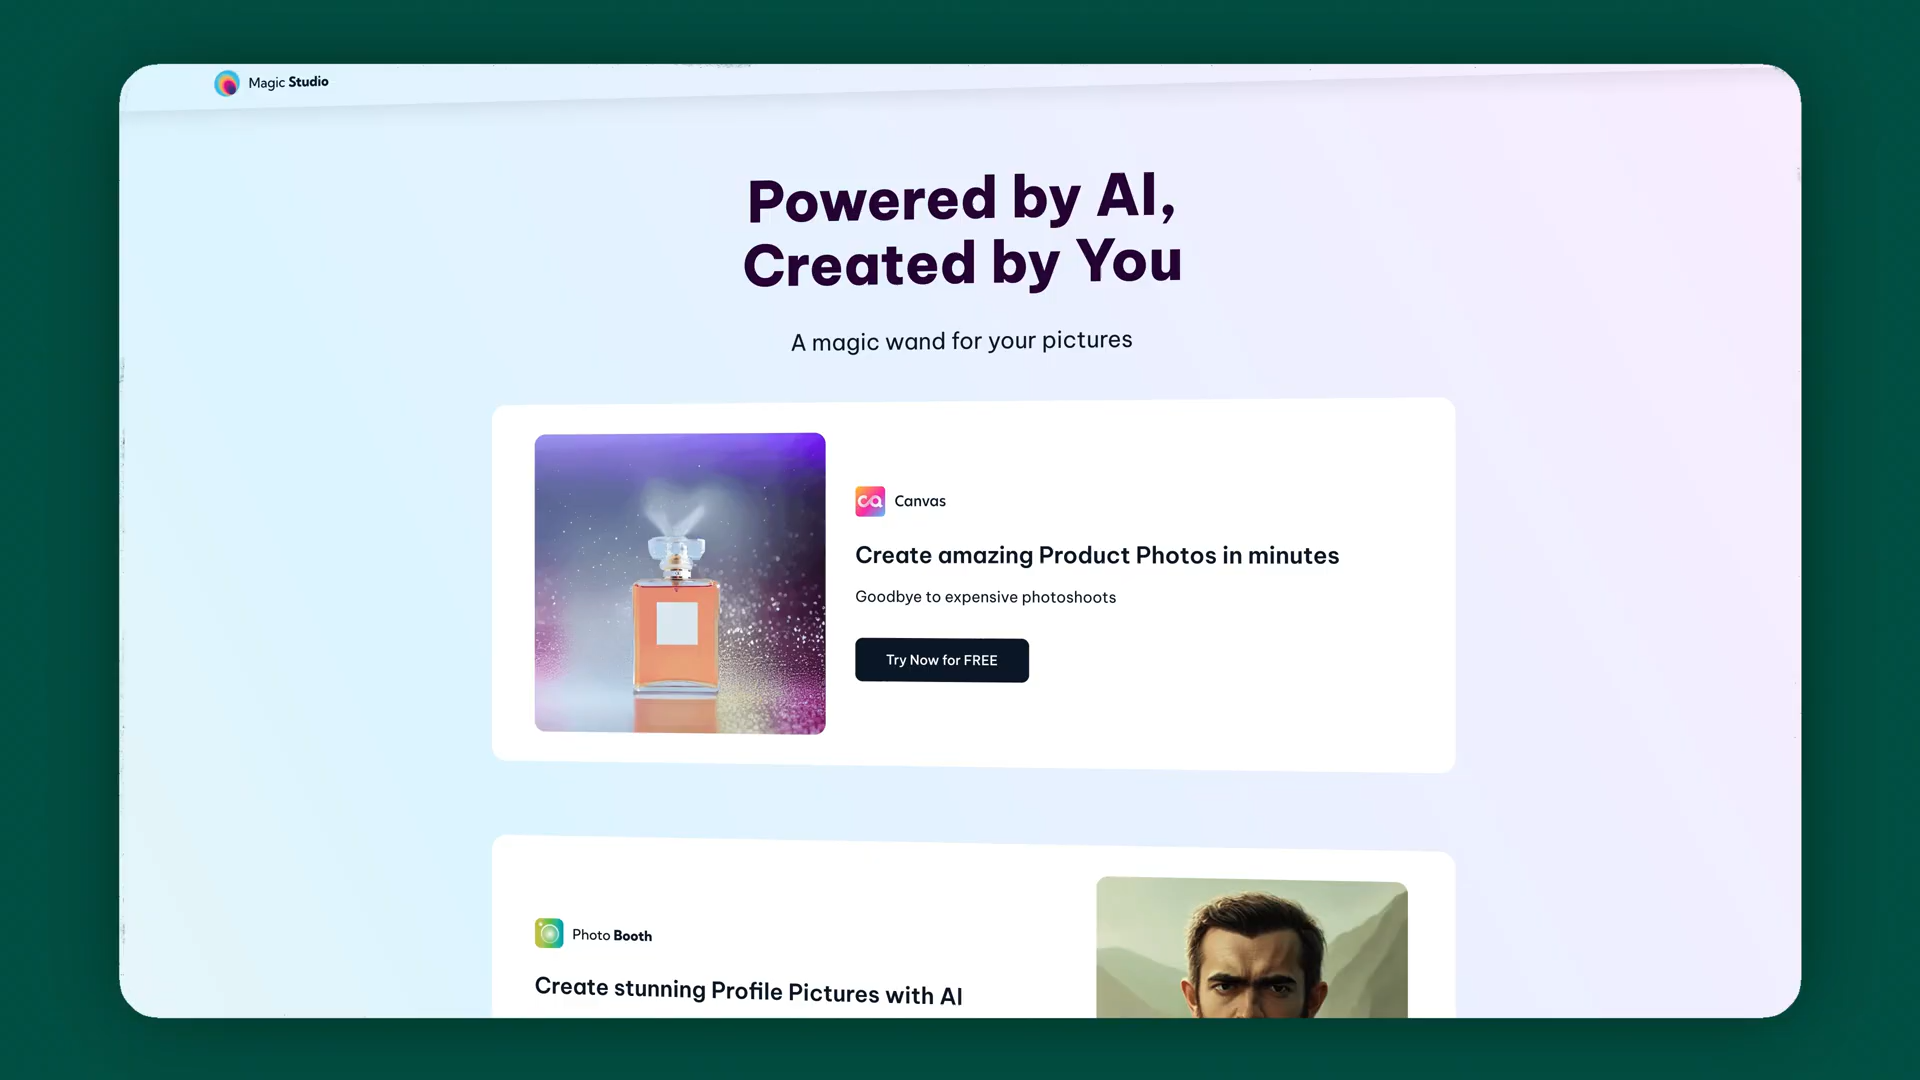 Magic Studio
Powered by AI,
Created by You
A magic wand for your pictures
ca Canvas
Create amazing Product Photos in minutes
Goodbye to expensive photoshoots
Try Now for FREE
Photo Booth
Create stunning Profile Pictures with AI